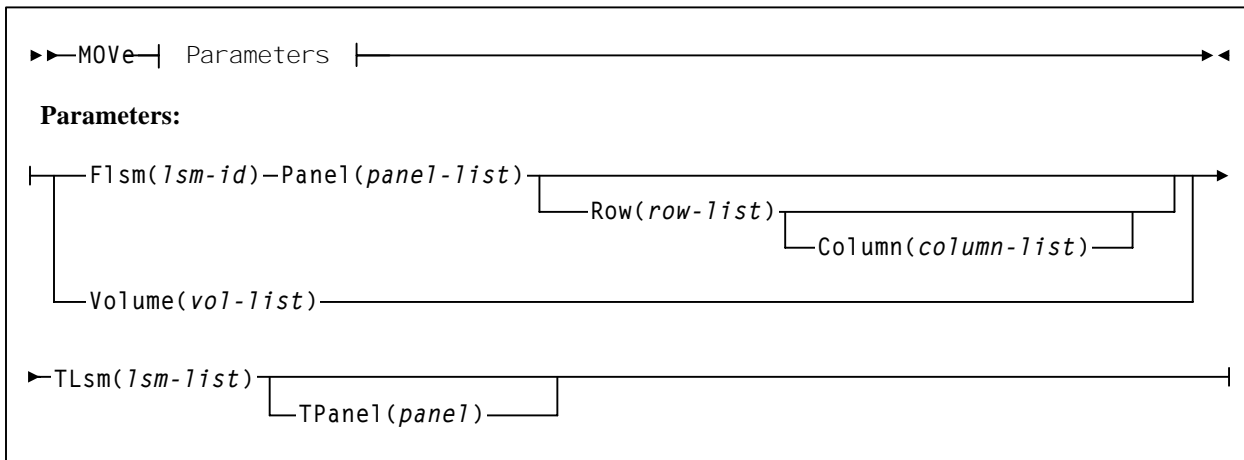 MOVe Parameters
Parameters:
Flsm(lsm-id) Panel(panel-list)
Row(row-list)
Column(column-list)
Volume(vol-list)
TLsm(lsm-list)
TPanel(panel)